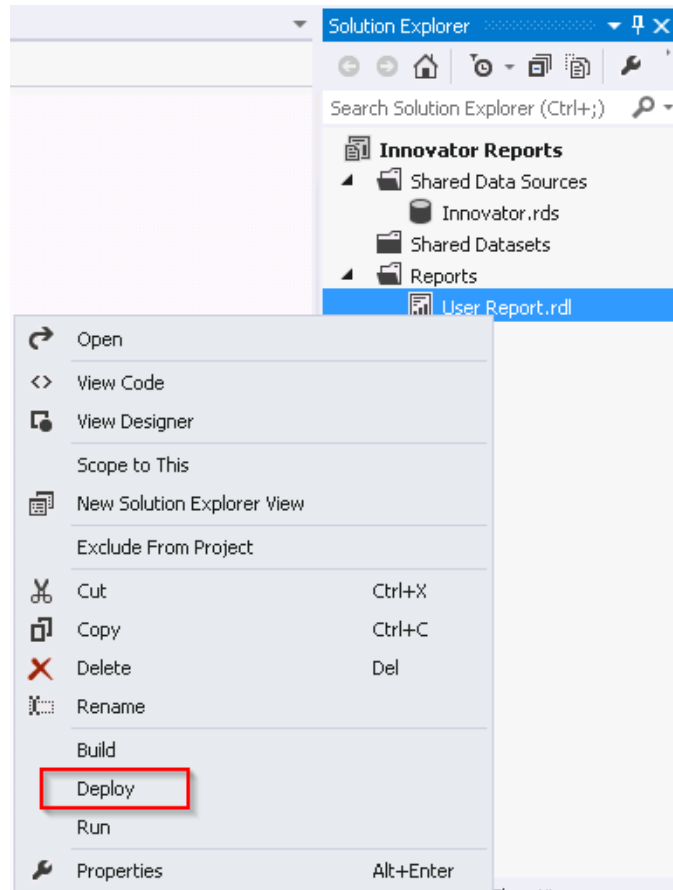 Solution Explorer
Search Solution Explorer (Ctrl+;)
Innovator Reports
Shared Data Sources
Innovator.rds
Shared Datasets
Reports
User Report.rdl
Open
View Code
View Designer
Scope to This
New Solution Explorer View
Exclude From Project
Cut Ctrl+X
Copy Ctrl+C
Delete Del
Rename
Build
Deploy
Run
Properties Alt+Enter